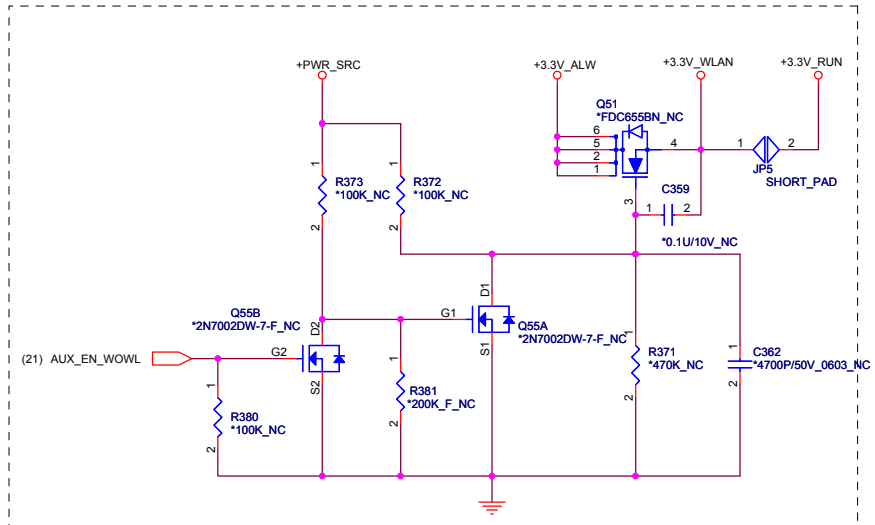 +PWR_SRC
+3.3V_ALW
+3.3V_WLAN
+3.3V_RUN
Q51
*FDC655BN_NC
6
5
2
1
4
3
1
2
JP5
SHORT_PAD
C359
1
2
*0.1U/10V_NC
1
R373
*100K_NC
2
1
R372
*100K_NC
2
Q55B
*2N7002DW-7-F_NC
D2
G2
S2
D1
G1
S1
Q55A
*2N7002DW-7-F_NC
(21) AUX_EN_WOWL
1
R380
*100K_NC
2
1
R381
*200K_F_NC
2
1
R371
*470K_NC
2
1
C362
*4700P/50V_0603_NC
2